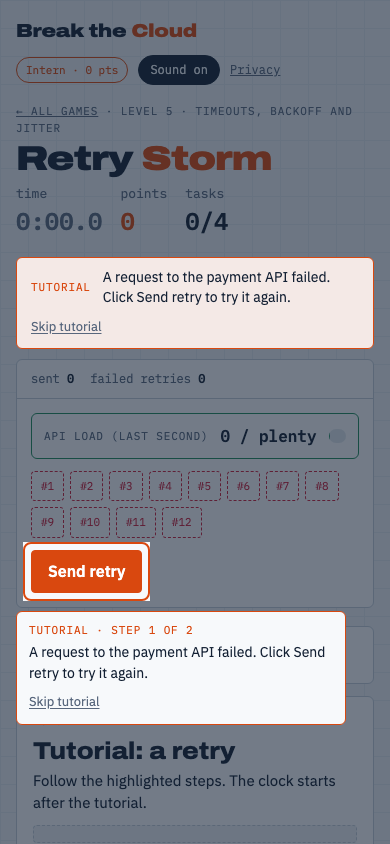 Break the Cloud
Intern · 0 pts
Sound on
Privacy
← ALL GAMES · LEVEL 5 · TIMEOUTS, BACKOFF AND
JITTER
Retry Storm
time points tasks
0:00.0 0 0/4
TUTORIAL
A request to the payment API failed.
Click Send retry to try it again.
Skip tutorial
sent 0 failed retries 0
API LOAD (LAST SECOND) 0 / plenty
#1 #2 #3 #4 #5 #6 #7 #8
#9 #10 #11 #12
Send retry
TUTORIAL · STEP 1 OF 2
A request to the payment API failed. Click Send
retry to try it again.
Skip tutorial
Tutorial: a retry
Follow the highlighted steps. The clock starts
after the tutorial.